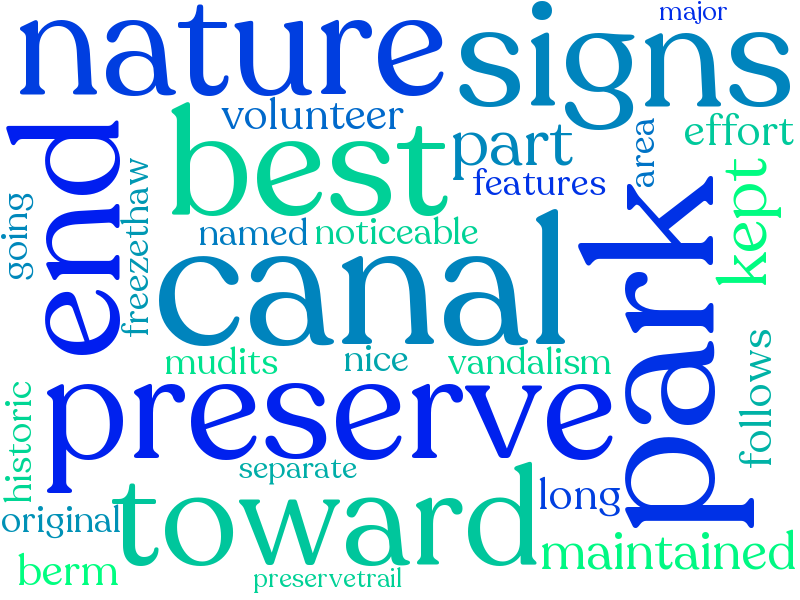 major
nature
signs
volunteer
best
part
effort
features
area
end
going
freezethaw
named
noticeable
kept
canal
park
mudits
nice
vandalism
preserve
follows
historic
separate
toward
long
original
maintained
berm
preservetrail